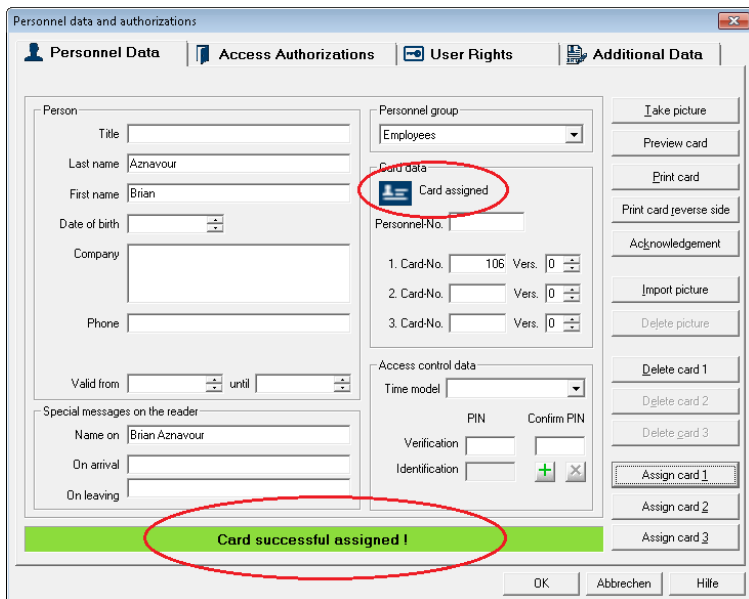 Personnel data and authorizations
Personnel Data
Access Authorizations
User Rights
Additional Data
Person
Title
Last name Aznavour
First name Brian
Date of birth
Company
Phone
Valid from until
Special messages on the reader
Name on Brian Aznavour
On arrival
On leaving
Personnel group
Employees
Card data
Card assigned
Personnel-No.
1. Card-No. 106 Vers. 0
2. Card-No. Vers. 0
3. Card-No. Vers. 0
Access control data
Time model
PIN Confirm PIN
Verification
Identification
Take picture
Preview card
Print card
Print card reverse side
Acknowledgement
Import picture
Delete picture
Delete card 1
Delete card 2
Delete card 3
Assign card 1
Assign card 2
Assign card 3
Card successful assigned !
OK Abbrechen Hilfe